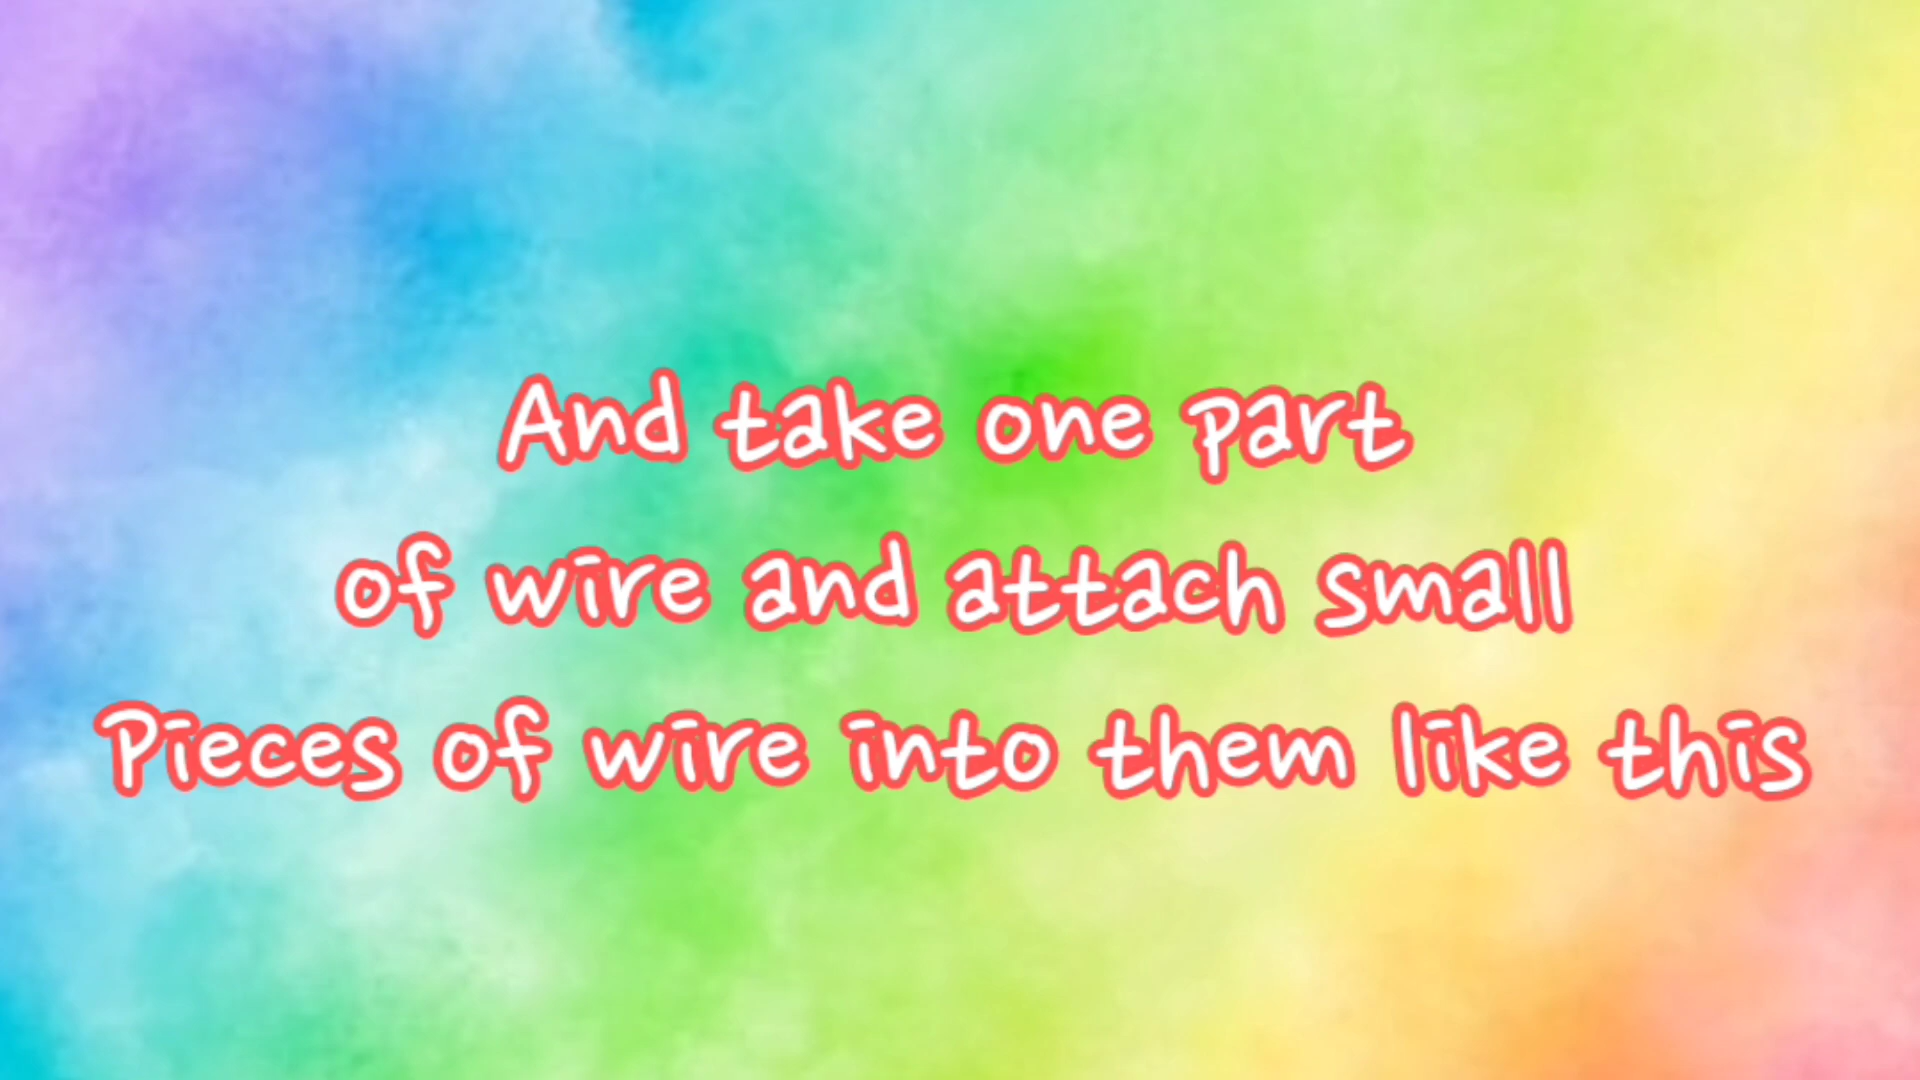 And take one part
of wire and attach small
Pieces of wire into them like this